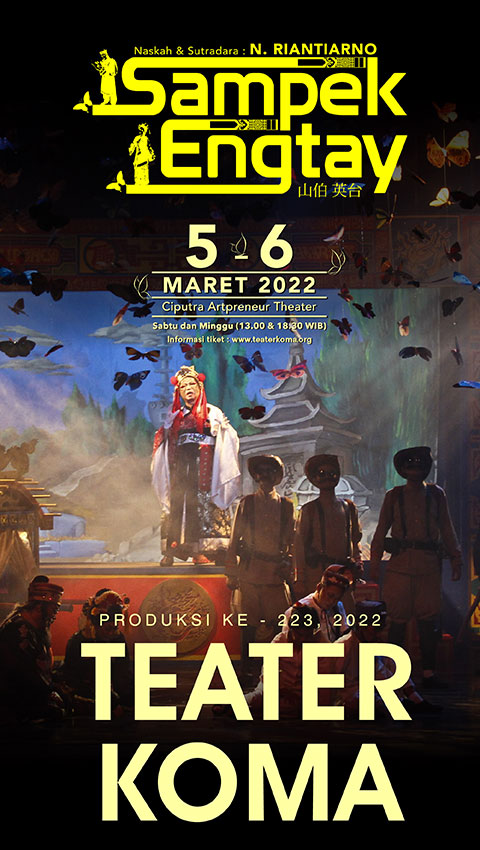 Naskah & Sutradara : N. RIANTIARNO
Sampek
Engtay
山伯 英台
5 - 6
MARET 2022
Ciputra Artpreneur Theater
Sabtu dan Minggu (13.00 & 18:30 WIB)
Informasi tiket : www.teaterkoma.org
PRODUKSI KE - 223, 2022
TEATER
KOMA